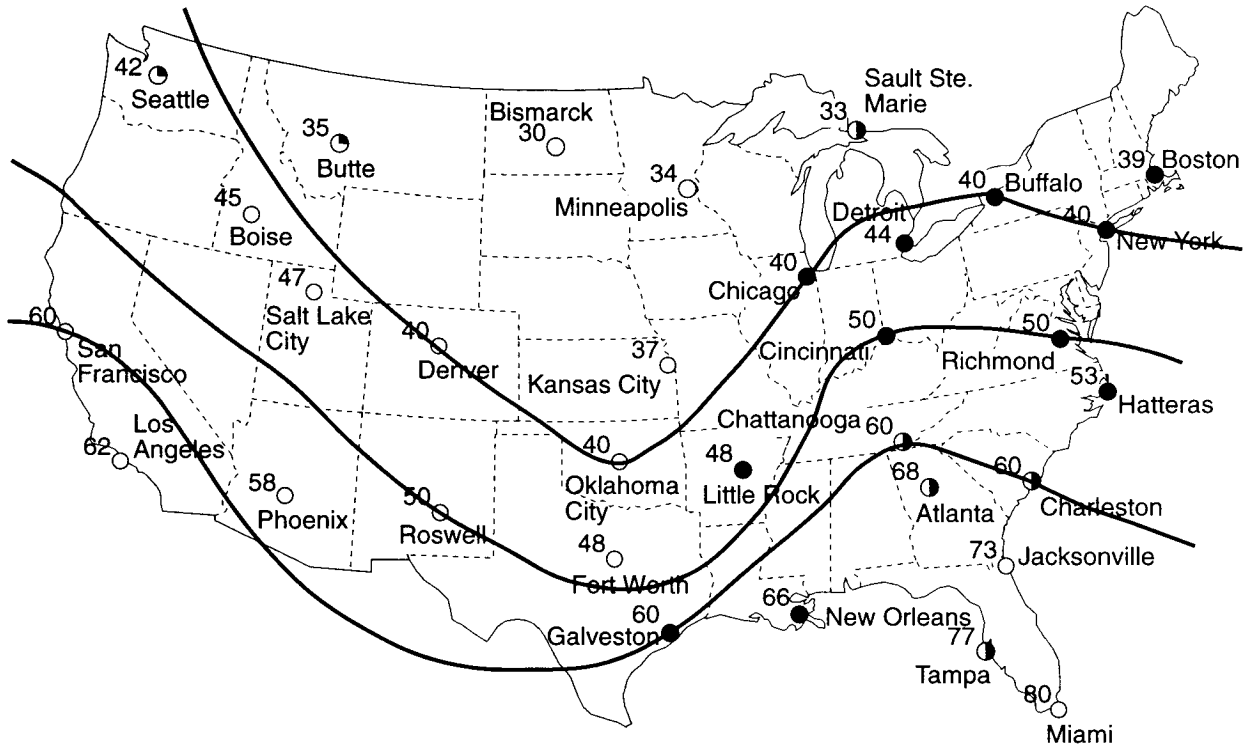 42
Seattle
35
Butte
Bismarck
30
33
Sault Ste.
Marie
34
Minneapolis
39 Boston
40 Buffalo
40
New York
45
Boise
Detroit
44
47
Salt Lake
City
40
Chicago
60
San
Francisco
40
Denver
37
Kansas City
50
Cincinnati
50
Richmond
53
Hatteras
Los
Angeles
62
Chattanooga
60
40
Oklahoma
City
48
Little Rock
68
Atlanta
60
Charleston
58
Phoenix
50
Roswell
48
Fort Worth
73
Jacksonville
60
Galveston
66
New Orleans
77
Tampa
80
Miami